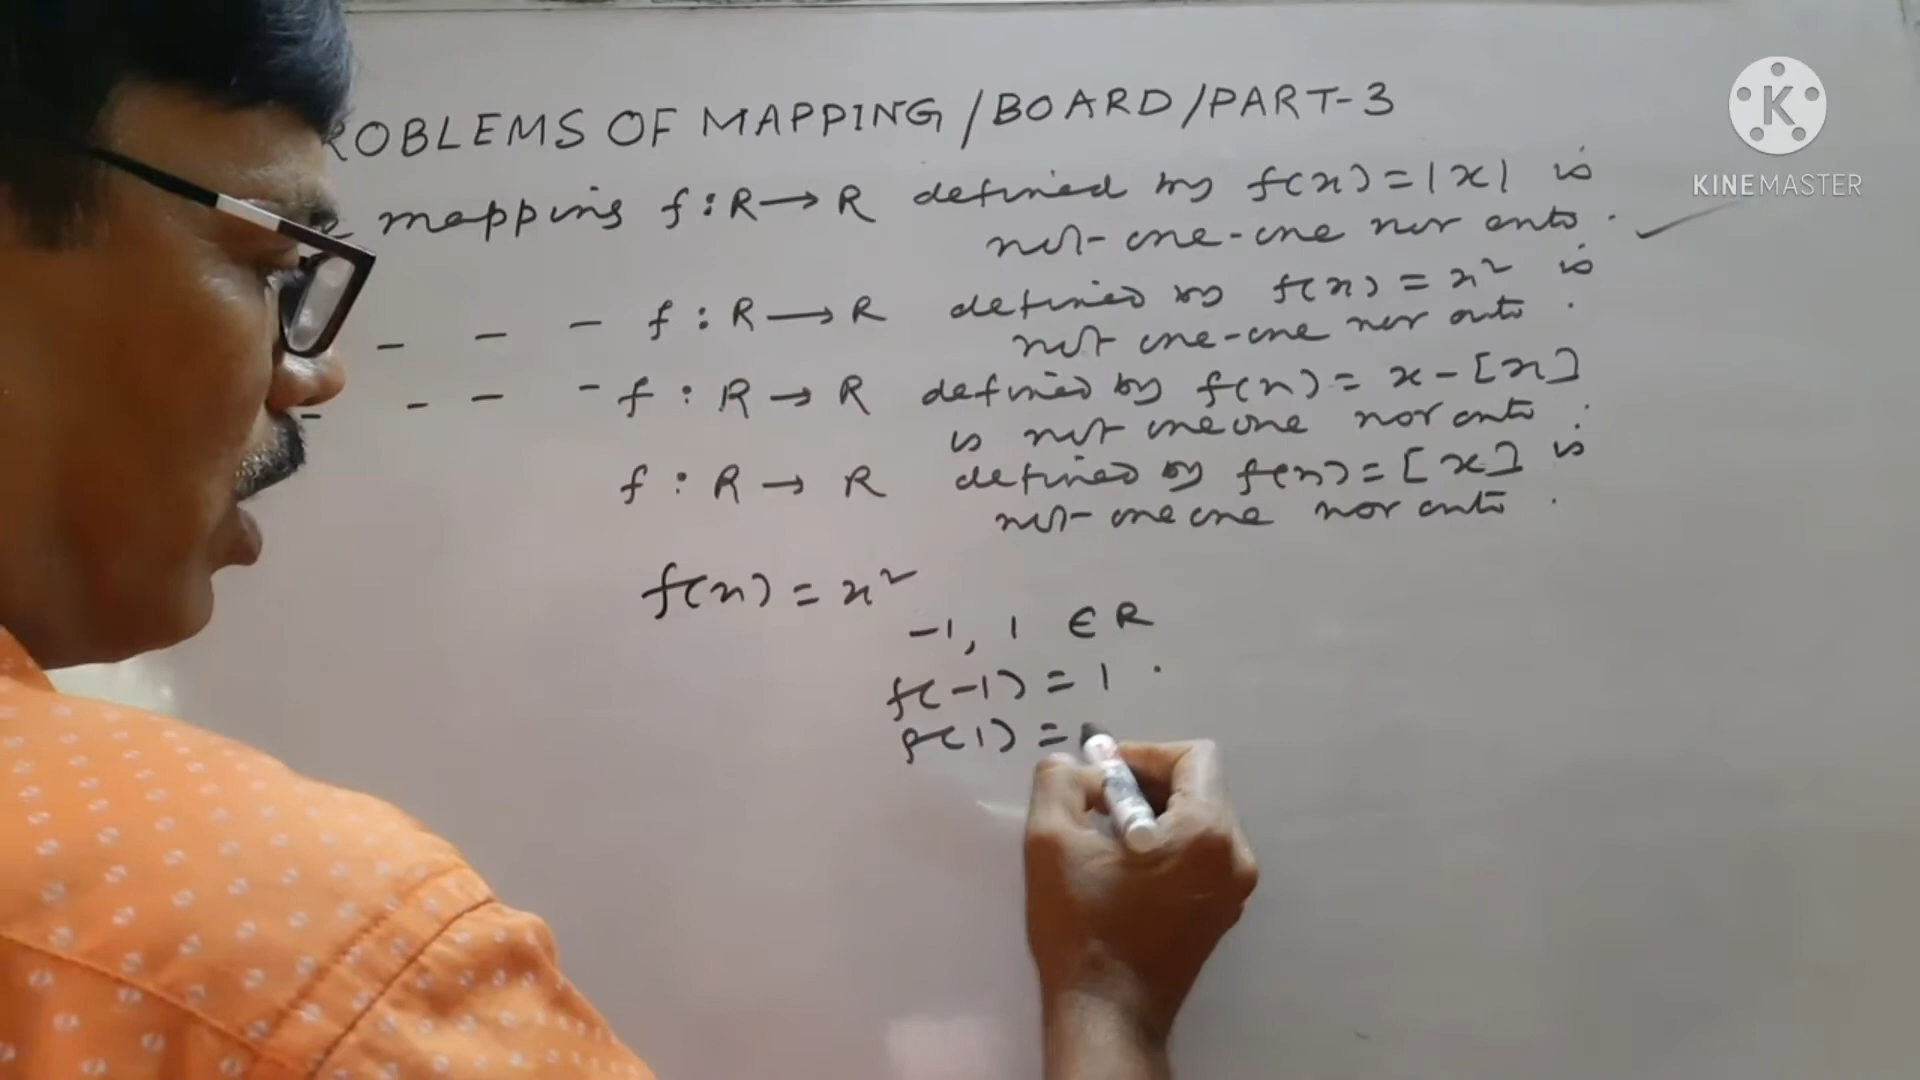 ROBLEMS OF MAPPING / BOARD / PART-3
mapping f : R → R defined by f(x) = |x| is
not-one-one nor onto.
- - - f : R → R defined by f(x) = x² is
not one-one nor onto.
- - - - f : R → R defined by f(x) = x - [x]
is not one one nor onto.
f : R → R defined by f(x) = [x] is
not-one one nor onto.
f(x) = x²
-1, 1 ∈ R
f(-1) = 1.
f(1) =
KINEMASTER